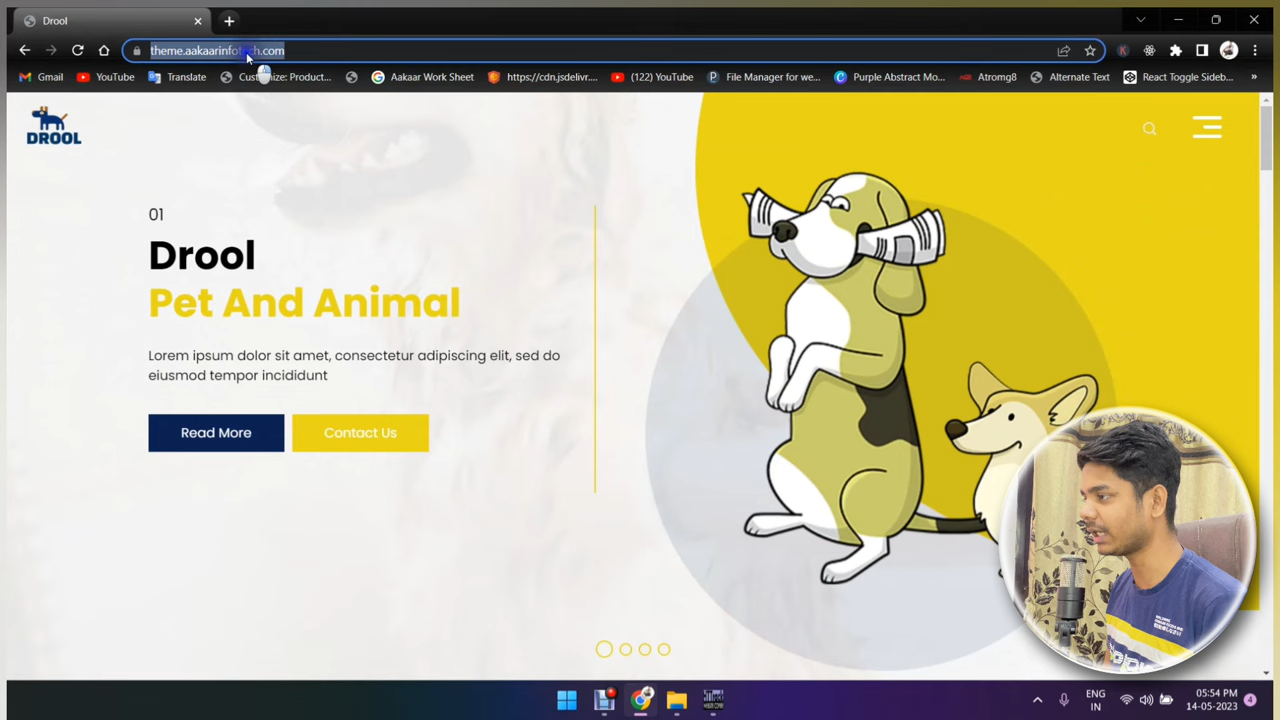 Drool
theme.aakaarinfotech.com
Gmail
YouTube
Translate
Customize: Product...
Aakaar Work Sheet
https://cdn.jsdelivr....
(122) YouTube
File Manager for we...
Purple Abstract Mo...
Atromg8
Alternate Text
React Toggle Sideb...
DROOL
01
Drool
Pet And Animal
Lorem ipsum dolor sit amet, consectetur adipiscing elit, sed do
eiusmod tempor incididunt
Read More
Contact Us
ENG
IN
05:54 PM
14-05-2023
4